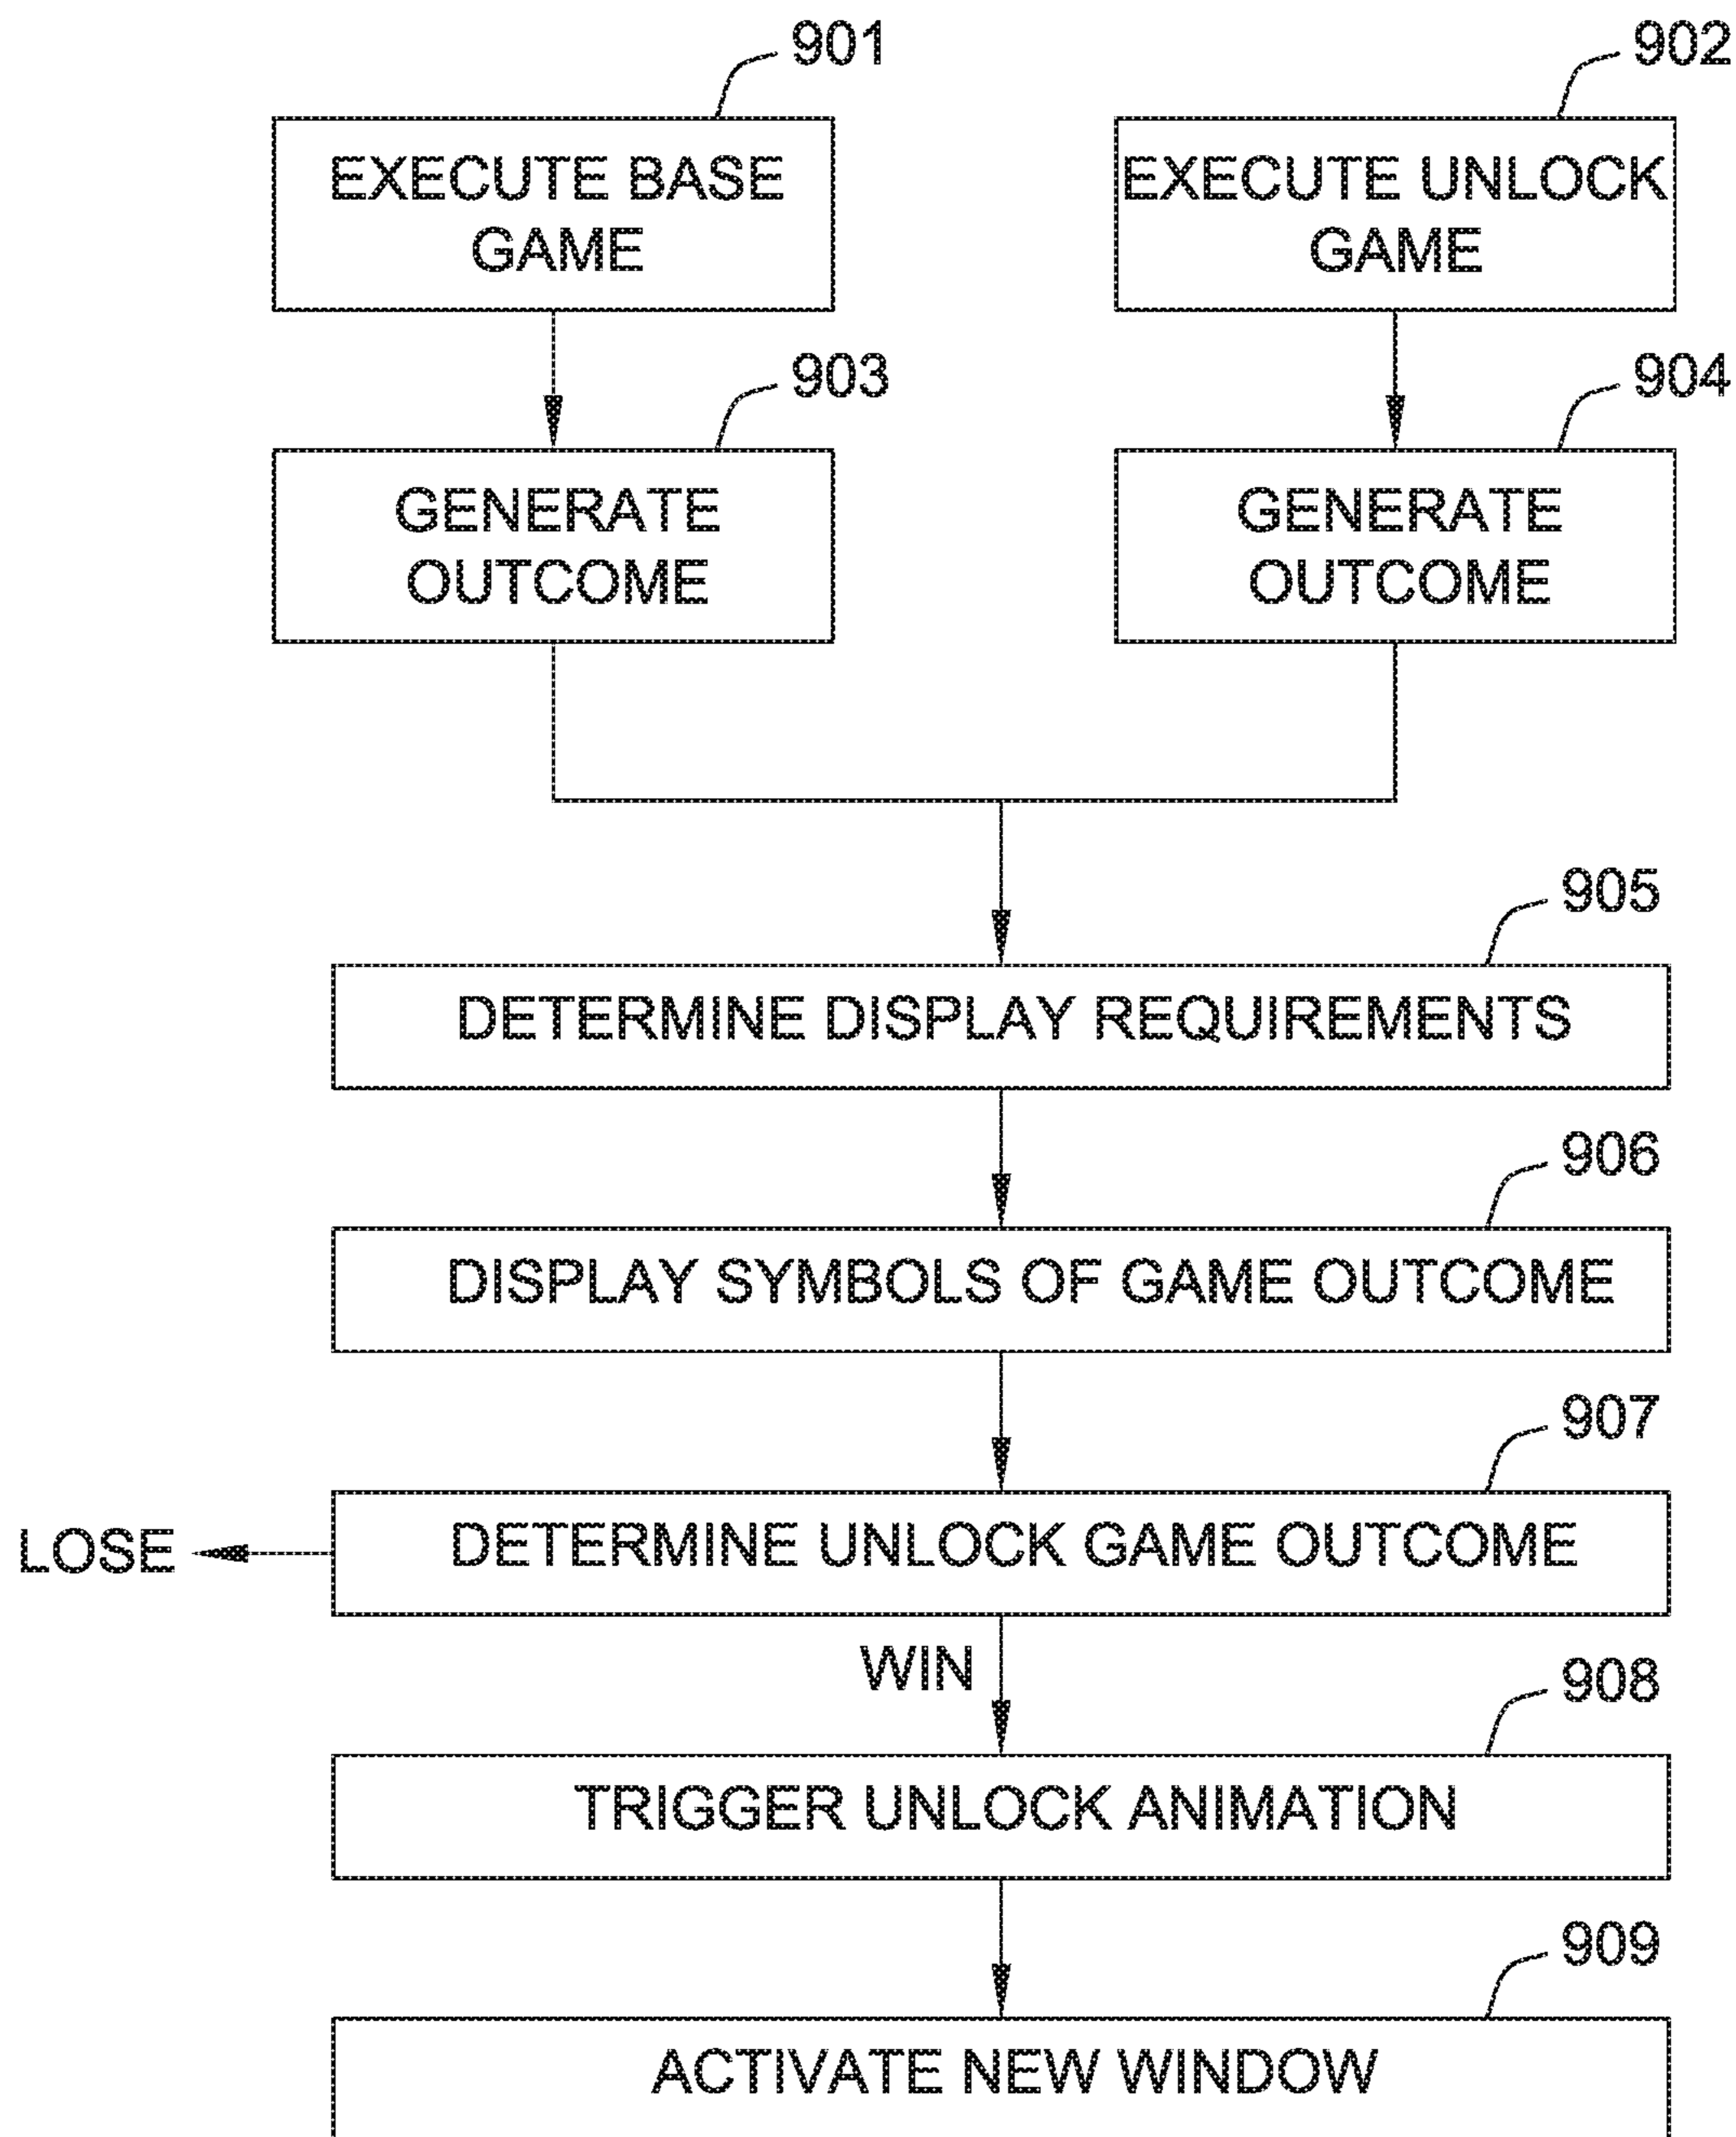 901
902
EXECUTE BASE
GAME
EXECUTE UNLOCK
GAME
903
904
GENERATE
OUTCOME
GENERATE
OUTCOME
905
DETERMINE DISPLAY REQUIREMENTS
906
DISPLAY SYMBOLS OF GAME OUTCOME
907
LOSE
DETERMINE UNLOCK GAME OUTCOME
WIN
908
TRIGGER UNLOCK ANIMATION
909
ACTIVATE NEW WINDOW